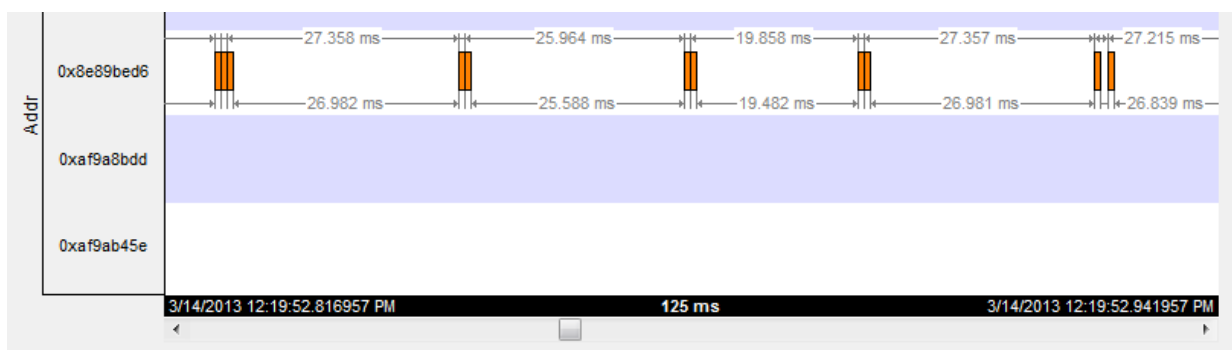 27.358 ms 25.964 ms 19.858 ms 27.357 ms 27.215 ms
0x8e89bed6
26.982 ms 25.588 ms 19.482 ms 26.981 ms 26.839 ms
Addr
0xaf9a8bdd
0xaf9ab45e
3/14/2013 12:19:52.816957 PM 125 ms 3/14/2013 12:19:52.941957 PM